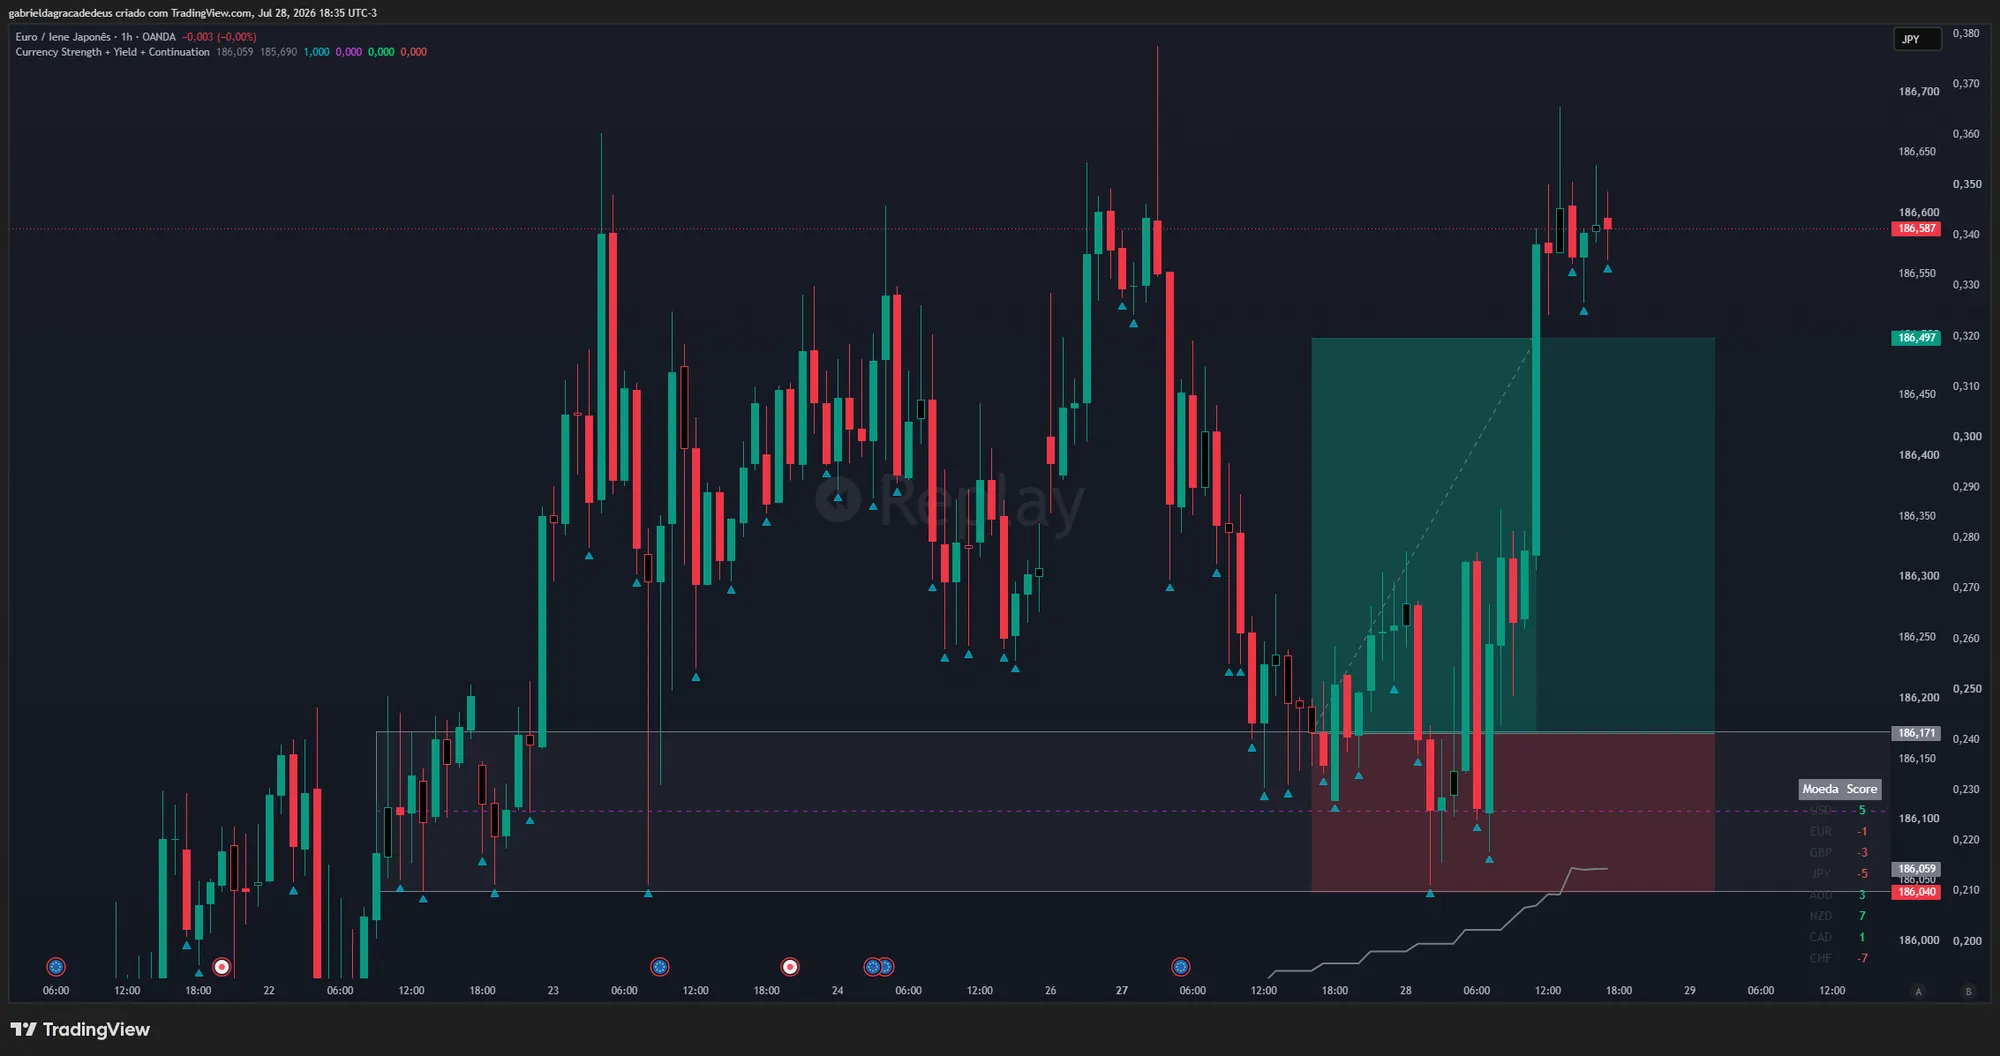 gabrieldagracadedeus criado com TradingView.com, Jul 28, 2026 18:35 UTC-3
Euro / Iene Japonês · 1h · OANDA −0,003 (−0,00%)
Currency Strength + Yield + Continuation 186,059 185,690 1,000 0,000 0,000 0,000
JPY
0,380
186,700
0,370
0,360
186,650
0,350
186,600
186,587
0,340
186,550
0,330
186,497
0,320
0,310
186,450
0,300
186,400
0,290
186,350
0,280
186,300
0,270
186,250
0,260
186,200
0,250
186,171
0,240
186,150
0,230
186,100
0,220
186,059
186,050
186,040
0,210
186,000
0,200
Replay
Moeda Score
USD 5
EUR -1
GBP -3
JPY -5
AUD 3
NZD 7
CAD 1
CHF -7
06:00 12:00 18:00 22 06:00 12:00 18:00 23 06:00 12:00 18:00 24 06:00 12:00 26 27 06:00 12:00 18:00 28 06:00 12:00 18:00 29 06:00 12:00 A B
TradingView